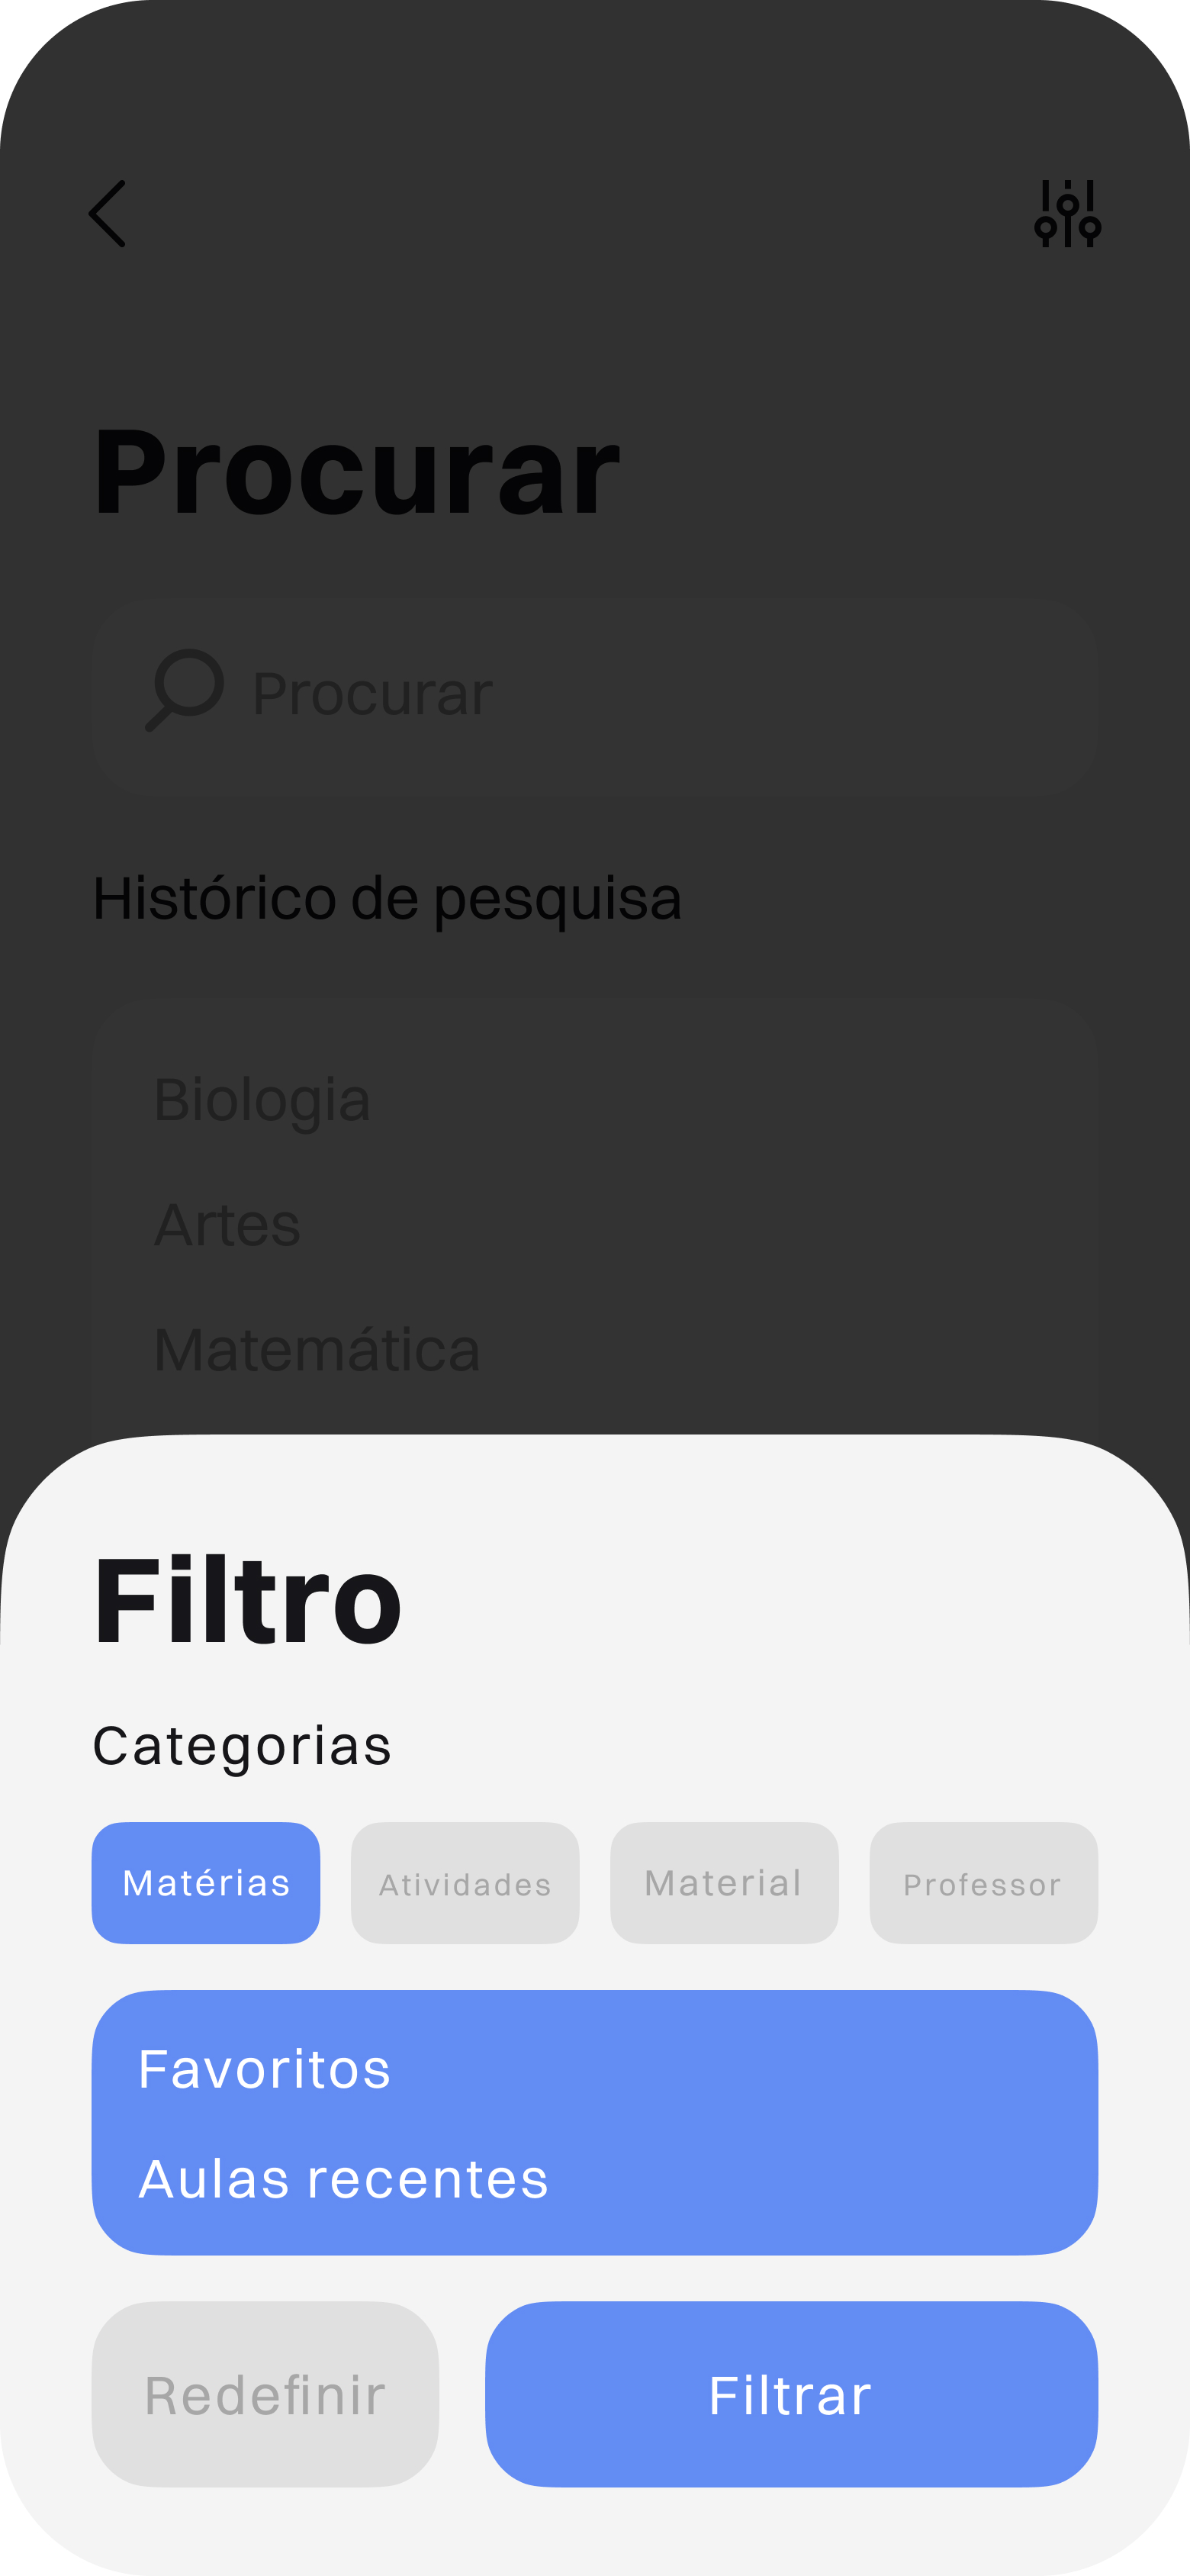 Procurar
Procurar
Histórico de pesquisa
Biologia
Artes
Matemática
Filtro
Categorias
Matérias Atividades Material Professor
Favoritos
Aulas recentes
Redefinir Filtrar